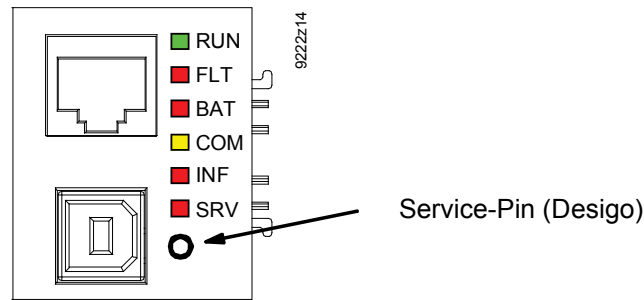 RUN
9222z14
FLT
BAT
COM
INF
SRV
Service-Pin (Desigo)